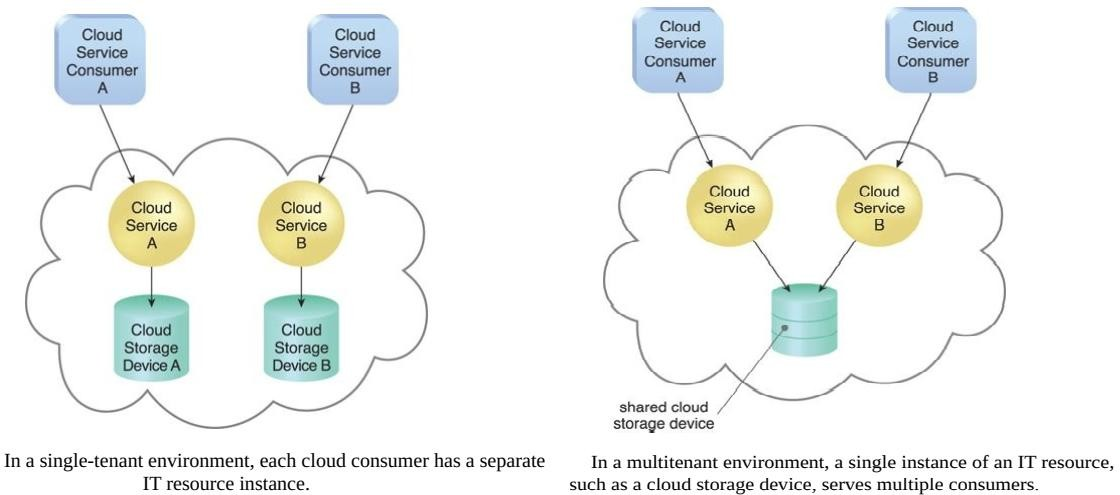 Cloud
Service
Consumer
A
Cloud
Service
Consumer
B
Cloud
Service
A
Cloud
Service
B
Cloud
Storage
Device A
Cloud
Storage
Device B
In a single-tenant environment, each cloud consumer has a separate
IT resource instance.
Cloud
Service
Consumer
A
Cloud
Service
Consumer
B
Cloud
Service
A
Cloud
Service
B
shared cloud
storage device
In a multitenant environment, a single instance of an IT resource,
such as a cloud storage device, serves multiple consumers.